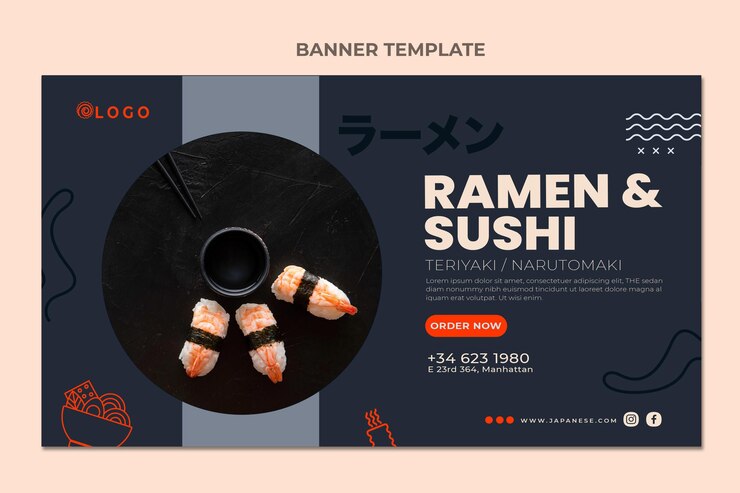 BANNER TEMPLATE
LOGO
ラーメン
RAMEN &
SUSHI
TERIYAKI / NARUTOMAKI
Lorem ipsum dolor sit amet, consectetuer adipiscing elit, THE sedan
diam nonummy nibh euismod tincidunt ut laoreet dolore magna al
iquam erat volutpat. Ut wisi enim.
ORDER NOW
+34 623 1980
E 23rd 364, Manhattan
WWW.JAPANESE.COM